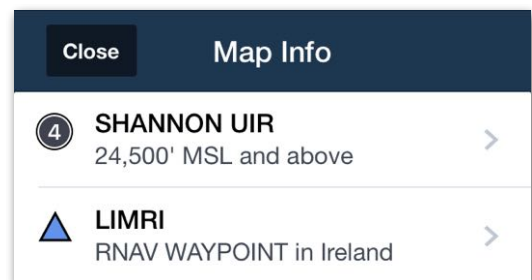 Close Map Info
4 SHANNON UIR
24,500' MSL and above
LIMRI
RNAV WAYPOINT in Ireland